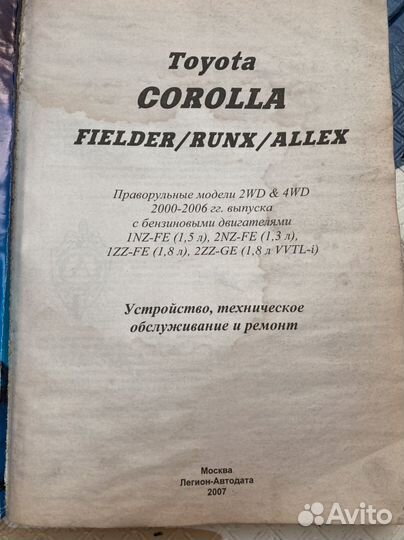 Toyota
COROLLA
FIELDER/RUNX/ALLEX
Праворульные модели 2WD & 4WD
2000-2006 гг. выпуска
с бензиновыми двигателями
1NZ-FE (1,5 л), 2NZ-FE (1,3 л),
1ZZ-FE (1,8 л), 2ZZ-GE (1,8 л VVTL-i)
Устройство, техническое
обслуживание и ремонт
Москва
Легион-Автодата
2007
Avito